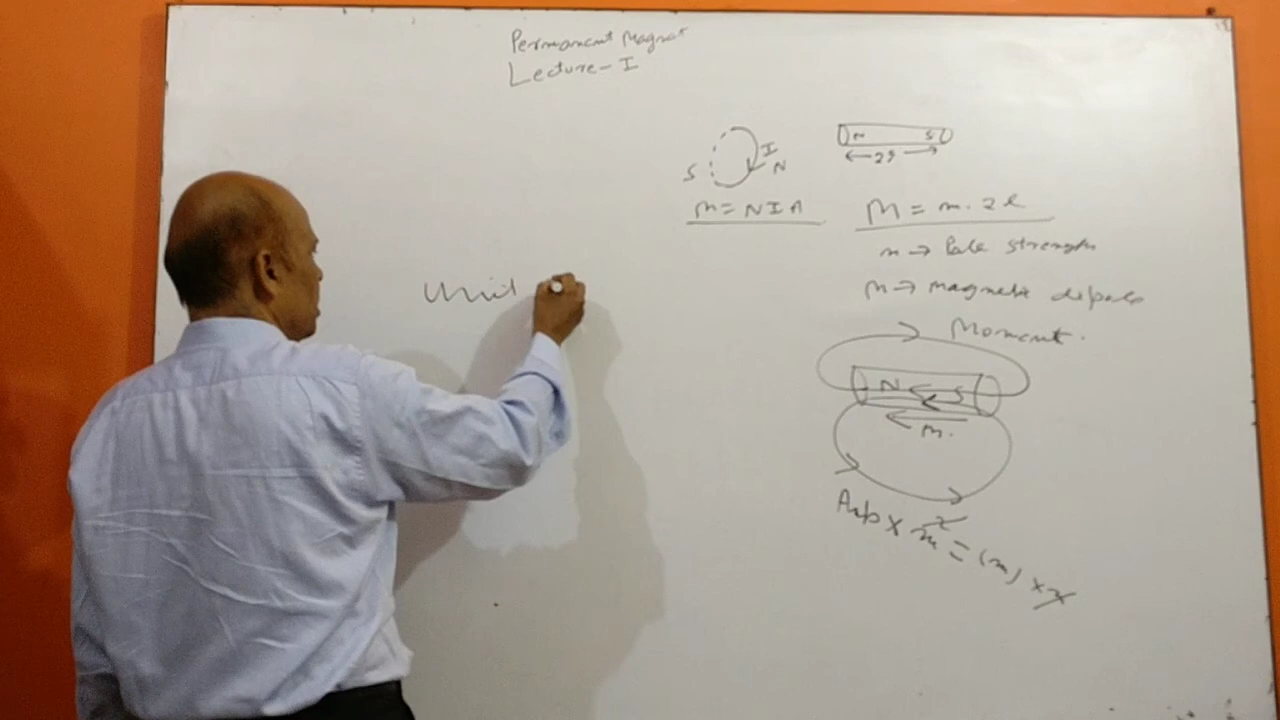 Permanent Magnet
Lecture - I
I
S N
N S
2l
M = NIA
M = m. 2l
m → Pole strength
M → magnetic dipole
Moment.
Unit
N S
M.
Amp × m² = (m) × m